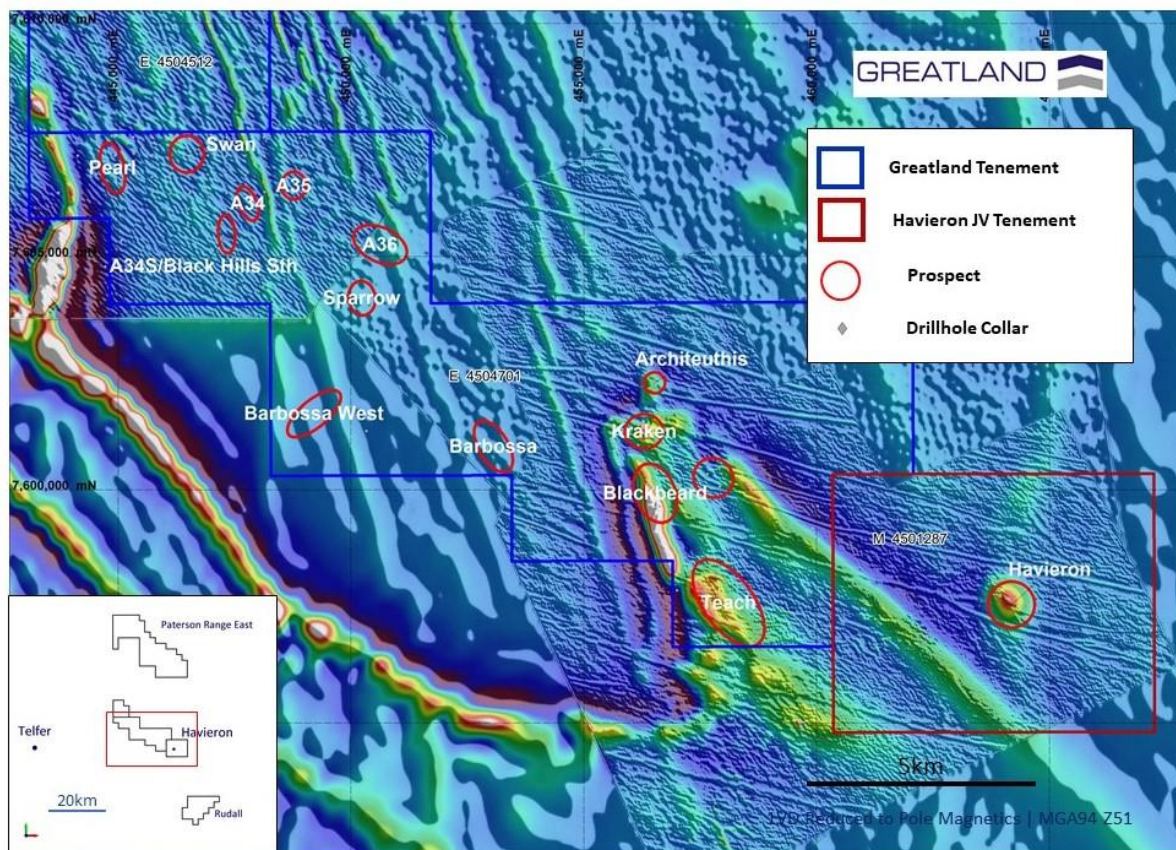 7,610,000 mN
445,000 mE
450,000 mE
455,000 mE
E 4504512
GREATLAND
Greatland Tenement
Havieron JV Tenement
Prospect
Drillhole Collar
Swan
Pearl
A35
A34
A36
7,605,000 mN
A34S/Black Hills Sth
Sparrow
Architeuthis
E 4504701
Barbossa West
Kraken
Barbossa
7,600,000 mN
Blackbeard
M 4501287
Havieron
Teach
Paterson Range East
Telfer
Havieron
20km
Rudall
5km
1VD Reduced to Pole Magnetics | MGA94 Z51